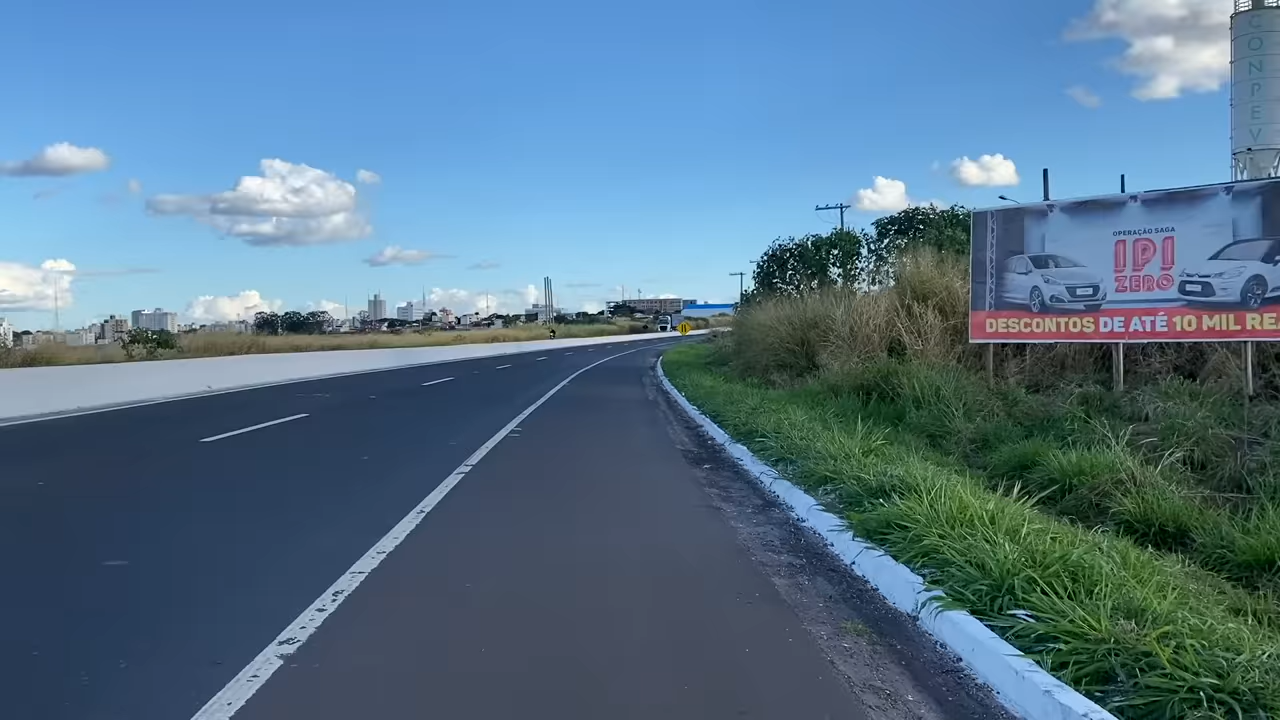 CONPEV
OPERAÇÃO SAGA
IPI
ZERO
DESCONTOS DE ATÉ 10 MIL RE